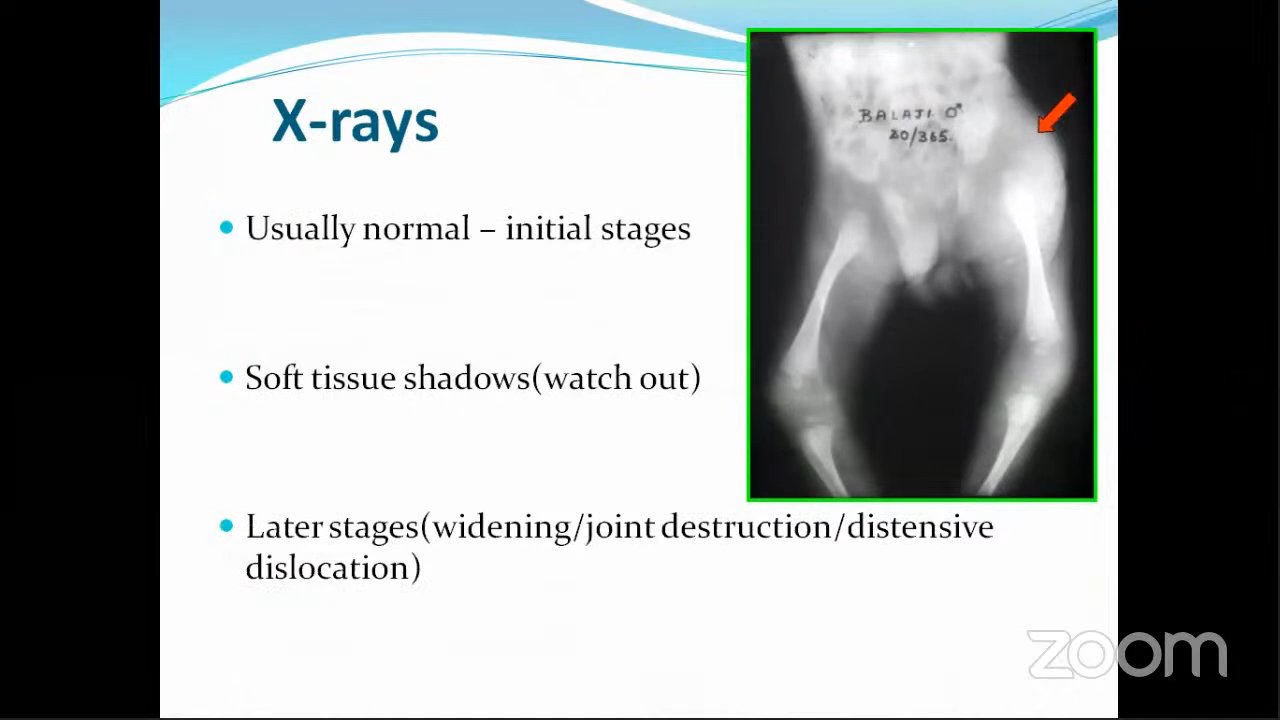 X-rays
BALAJI ♂
20/365.
Usually normal – initial stages
Soft tissue shadows(watch out)
Later stages(widening/joint destruction/distensive
dislocation)
zoom